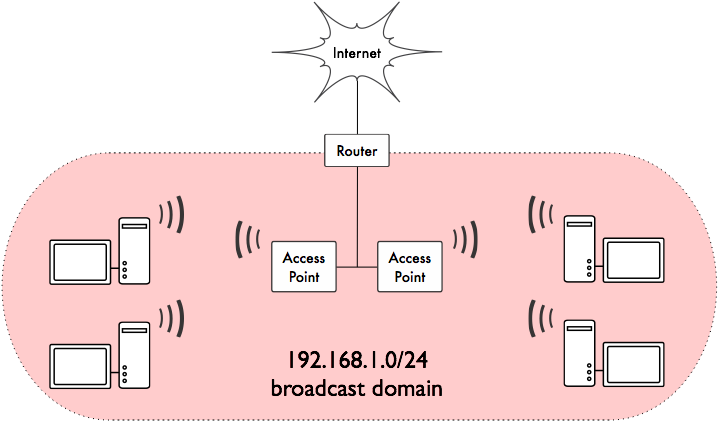 Internet
Router
Access
Point
Access
Point
192.168.1.0/24
broadcast domain